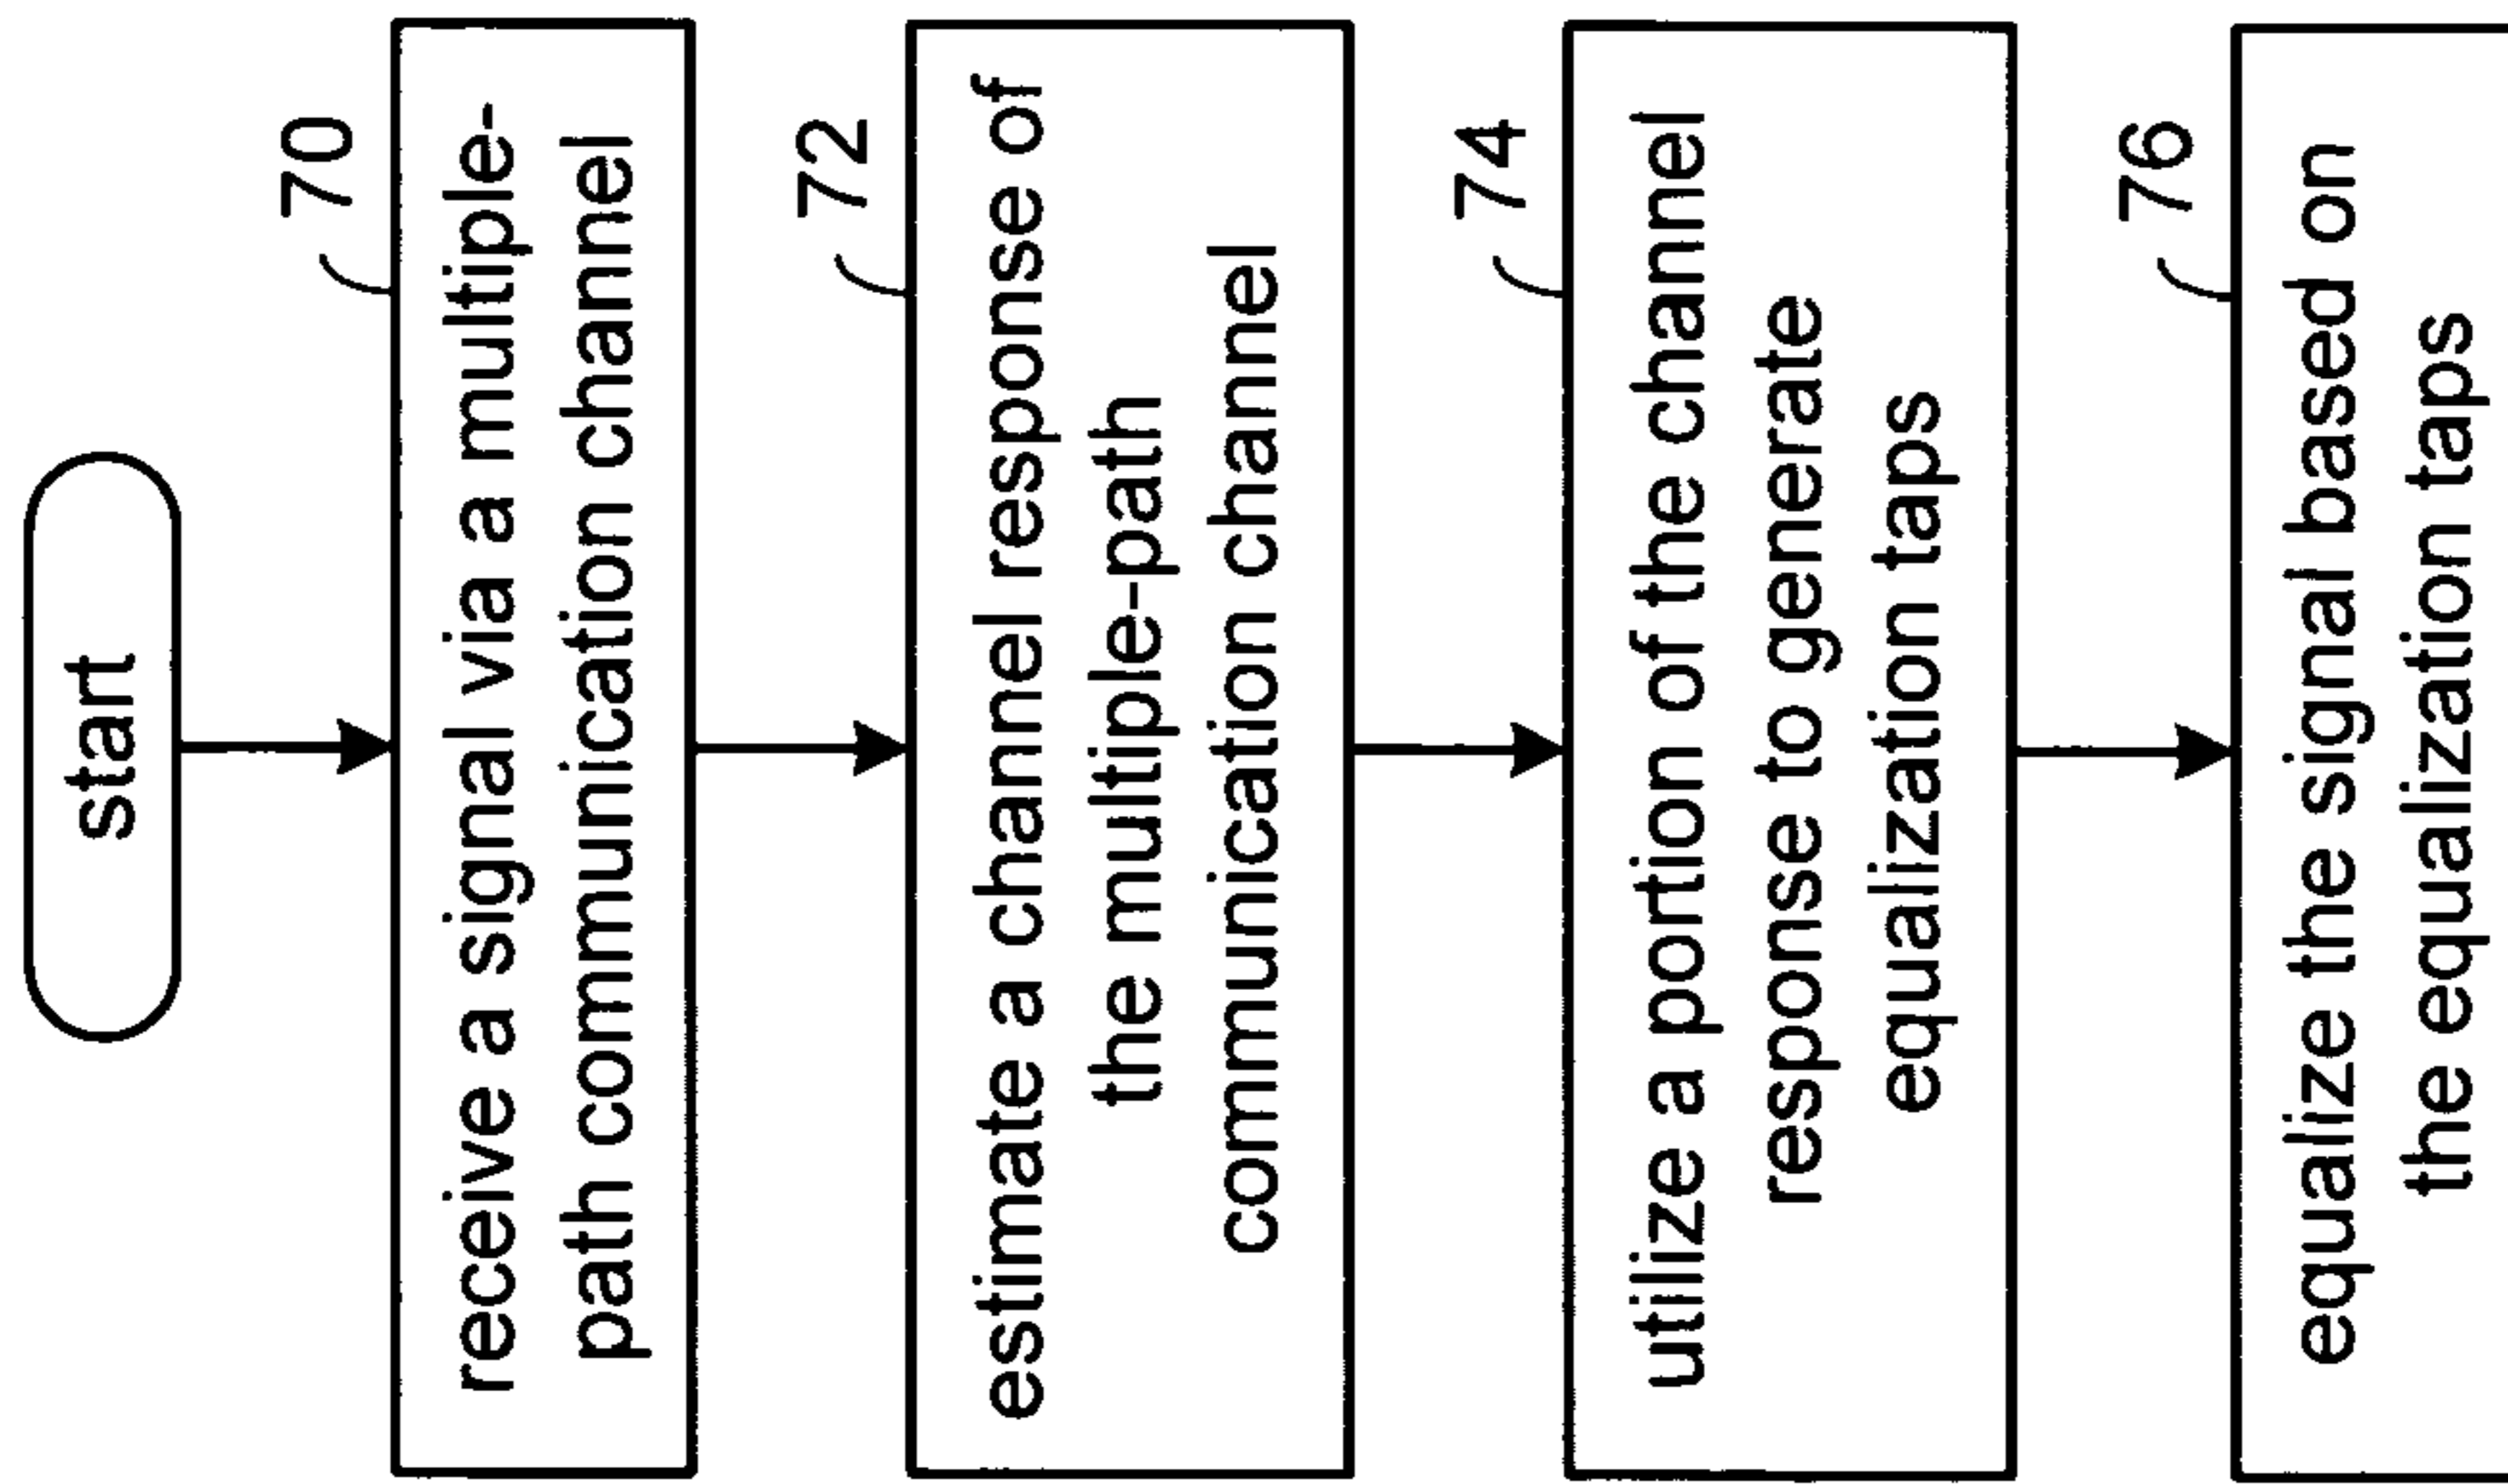 start
70
receive a signal via a multiple-
path communication channel
72
estimate a channel response of
the multiple-path
communication channel
74
utilize a portion of the channel
response to generate
equalization taps
76
equalize the signal based on
the equalization taps